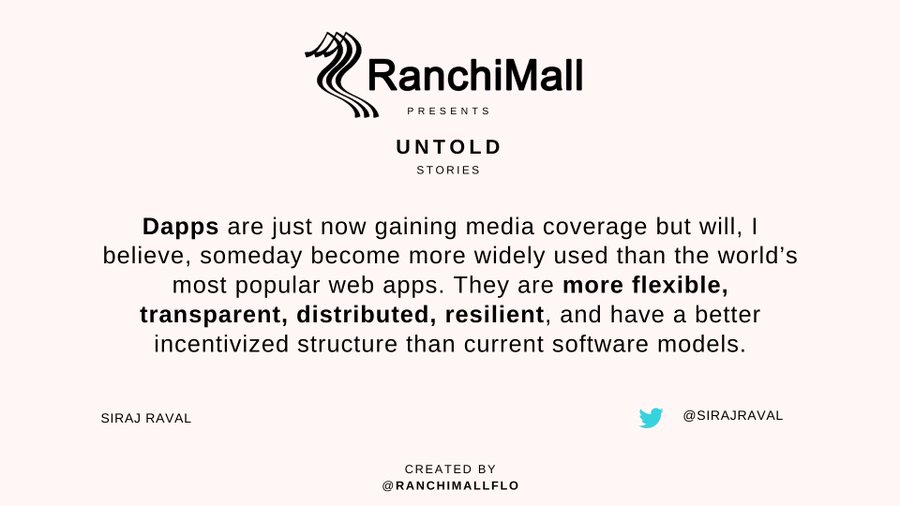 RanchiMall
PRESENTS
UNTOLD
STORIES
Dapps are just now gaining media coverage but will, I
believe, someday become more widely used than the world’s
most popular web apps. They are more flexible,
transparent, distributed, resilient, and have a better
incentivized structure than current software models.
SIRAJ RAVAL
@SIRAJRAVAL
CREATED BY
@RANCHIMALLFLO